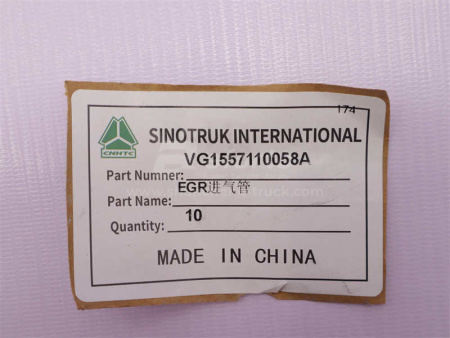 174
SINOTRUK INTERNATIONAL
CNHTC
VG1557110058A
Part Numner:
EGR进气管
Part Name:
10
Quantity:
MADE IN CHINA